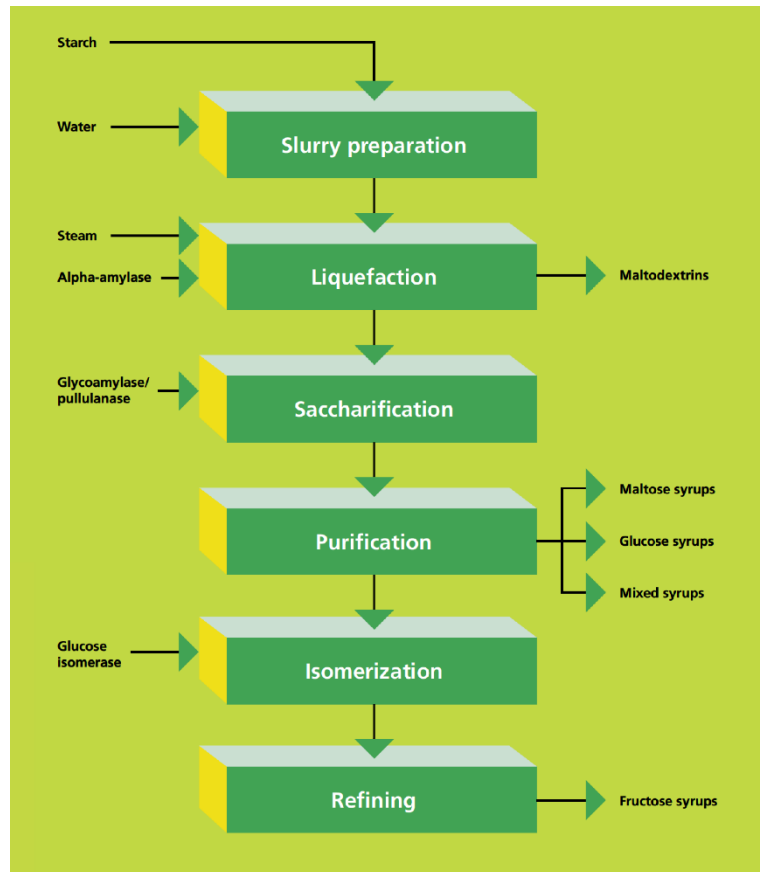 Starch
Water
Slurry preparation
Steam
Alpha-amylase
Liquefaction
Maltodextrins
Glycoamylase/
pullulanase
Saccharification
Purification
Maltose syrups
Glucose syrups
Mixed syrups
Glucose
isomerase
Isomerization
Refining
Fructose syrups